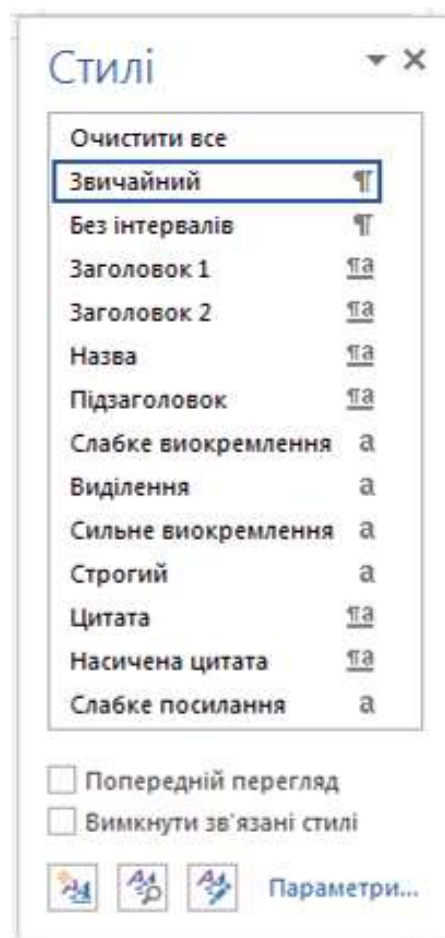 Стилі
Очистити все
Звичайний ¶
Без інтервалів ¶
Заголовок 1 ¶a
Заголовок 2 ¶a
Назва ¶a
Підзаголовок ¶a
Слабке виокремлення a
Виділення a
Сильне виокремлення a
Строгий a
Цитата ¶a
Насичена цитата ¶a
Слабке посилання a
Попередній перегляд
Вимкнути зв'язані стилі
Параметри...